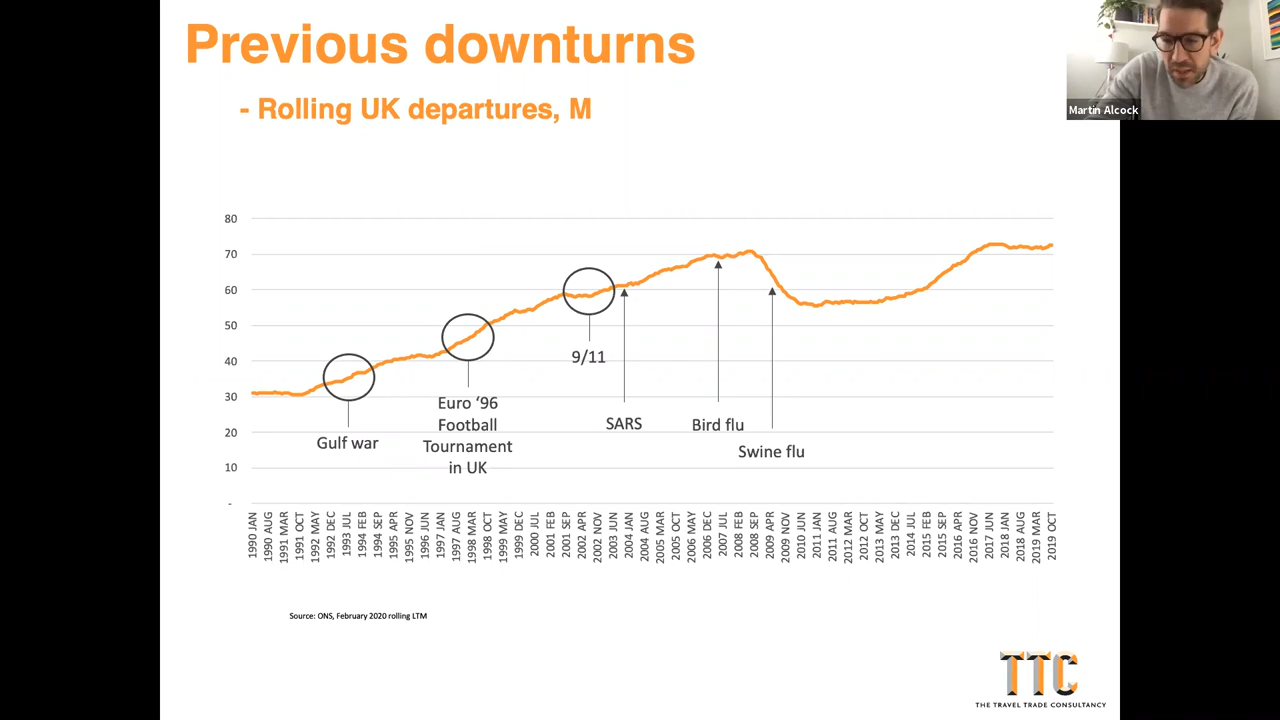 Previous downturns
- Rolling UK departures, M
Martin Alcock
80
70
60
50
40
30
20
10
-
Gulf war
Euro ‘96
Football
Tournament
in UK
9/11
SARS
Bird flu
Swine flu
1990 JAN
1990 AUG
1991 MAR
1991 OCT
1992 MAY
1992 DEC
1993 JUL
1994 FEB
1994 SEP
1995 APR
1995 NOV
1996 JUN
1997 JAN
1997 AUG
1998 MAR
1998 OCT
1999 MAY
1999 DEC
2000 JUL
2001 FEB
2001 SEP
2002 APR
2002 NOV
2003 JUN
2004 JAN
2004 AUG
2005 MAR
2005 OCT
2006 MAY
2006 DEC
2007 JUL
2008 FEB
2008 SEP
2009 APR
2009 NOV
2010 JUN
2011 JAN
2011 AUG
2012 MAR
2012 OCT
2013 MAY
2013 DEC
2014 JUL
2015 FEB
2015 SEP
2016 APR
2016 NOV
2017 JUN
2018 JAN
2018 AUG
2019 MAR
2019 OCT
Source: ONS, February 2020 rolling LTM
TTC
THE TRAVEL TRADE CONSULTANCY